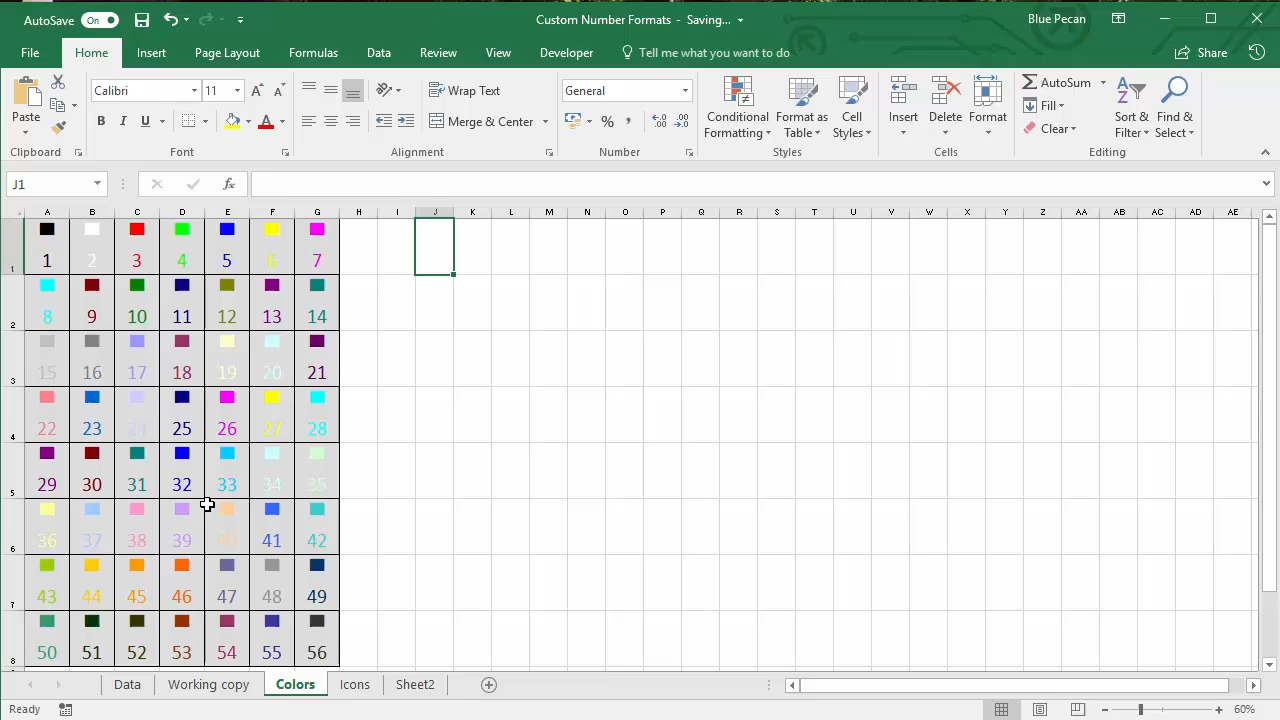 AutoSave On
Custom Number Formats - Saving...
Blue Pecan
File Home Insert Page Layout Formulas Data Review View Developer Tell me what you want to do Share
Paste
Clipboard
Calibri 11
B I U
Font
Wrap Text
Merge & Center
Alignment
General
%
Number
Conditional Formatting
Format as Table
Cell Styles
Styles
Insert Delete Format
Cells
AutoSum
Fill
Clear
Sort & Filter
Find & Select
Editing
J1 fx
A B C D E F G H I J K L M N O P Q R S T U V W X Y Z AA AB AC AD AE
1 1 2 3 4 5 6 7
2 8 9 10 11 12 13 14
3 15 16 17 18 19 20 21
4 22 23 24 25 26 27 28
5 29 30 31 32 33 34 35
6 36 37 38 39 40 41 42
7 43 44 45 46 47 48 49
8 50 51 52 53 54 55 56
Data Working copy Colors Icons Sheet2
Ready 60%